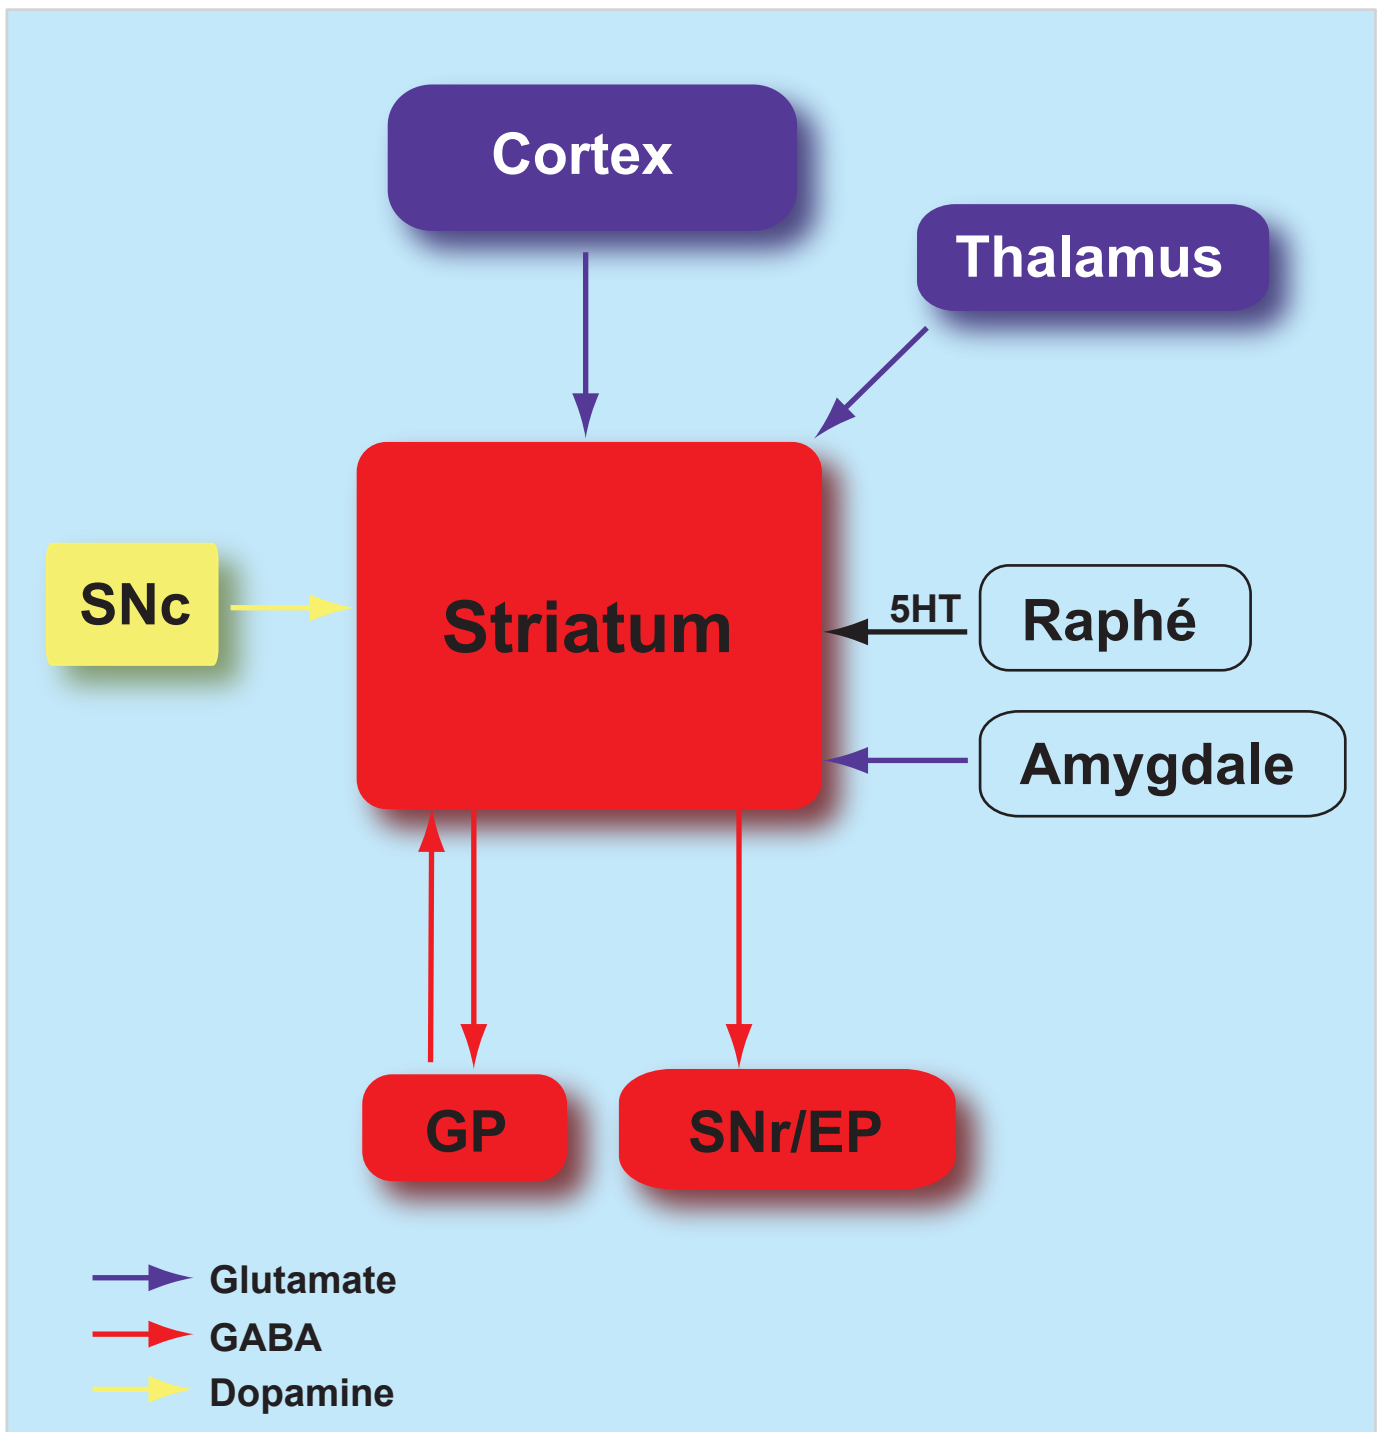 Cortex
Thalamus
SNc
Striatum
5HT
Raphé
Amygdale
GP
SNr/EP
Glutamate
GABA
Dopamine